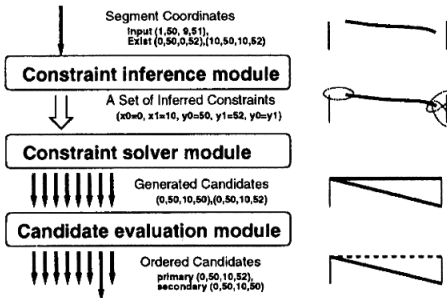 Segment Coordinates
Input (1,50, 9,51),
Exist (0,50,0,52),(10,50,10,52)
Constraint inference module
A Set of Inferred Constraints
(x0=0, x1=10, y0=50, y1=52, y0=y1)
Constraint solver module
Generated Candidates
(0,50,10,50),(0,50,10,52)
Candidate evaluation module
Ordered Candidates
primary (0,50,10,52),
secondary (0,50,10,50)